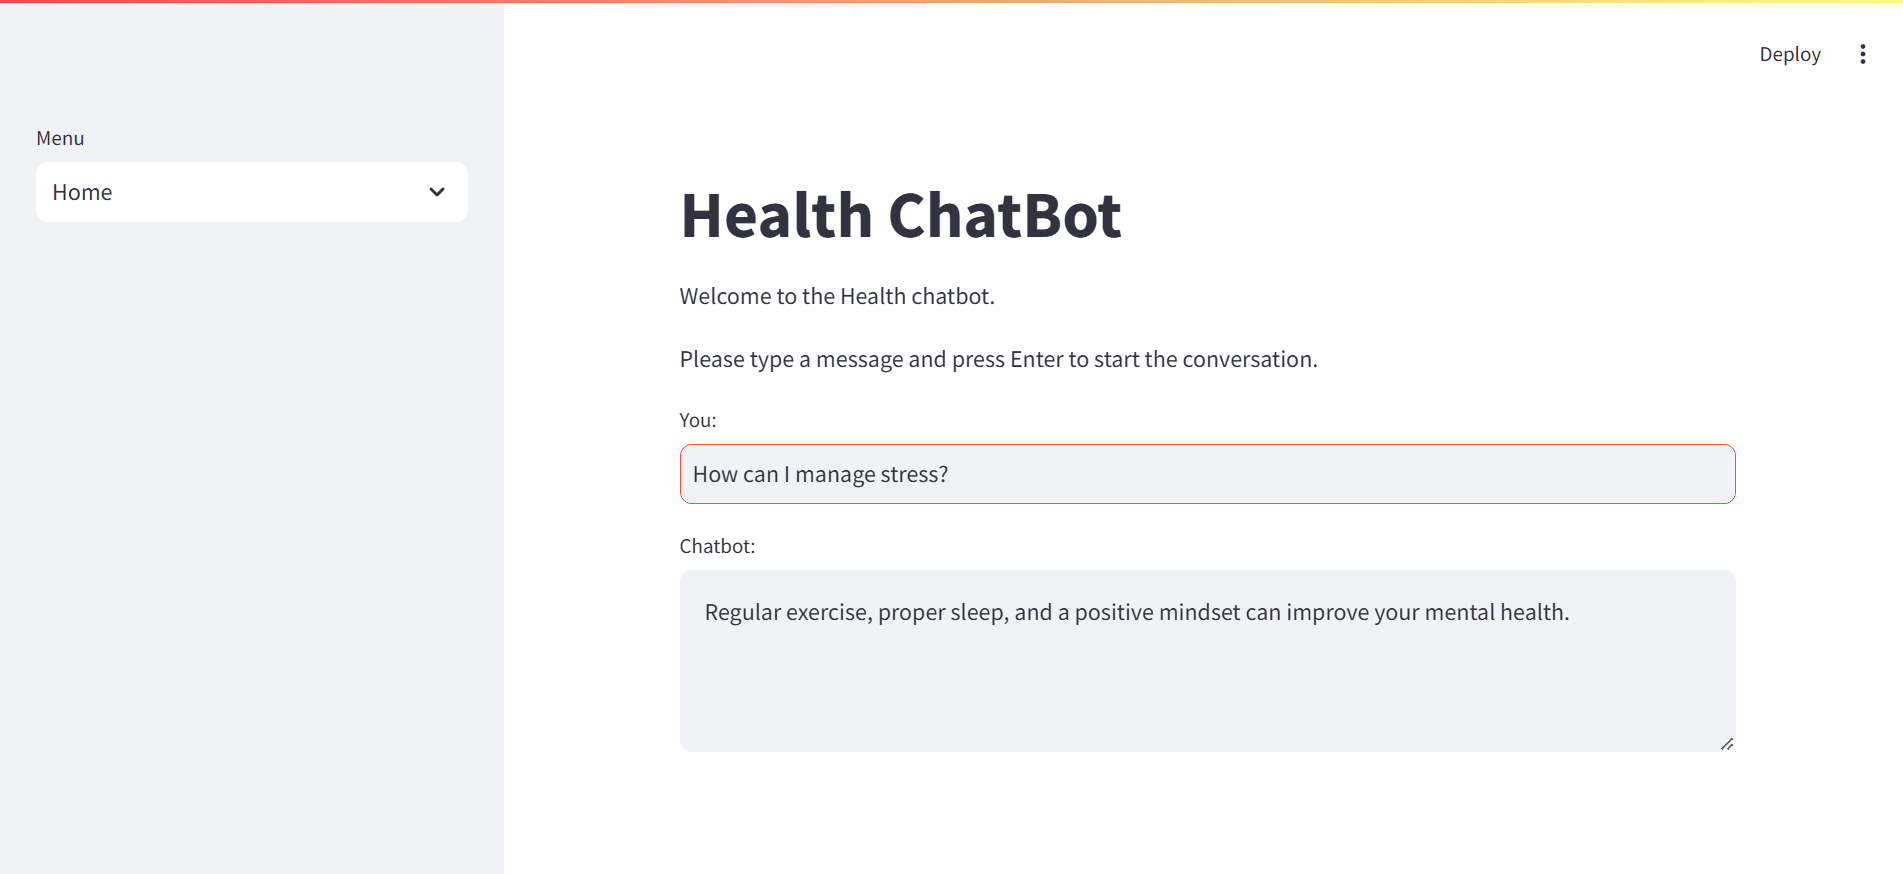 Deploy
Menu
Home
Health ChatBot
Welcome to the Health chatbot.
Please type a message and press Enter to start the conversation.
You:
How can I manage stress?
Chatbot:
Regular exercise, proper sleep, and a positive mindset can improve your mental health.